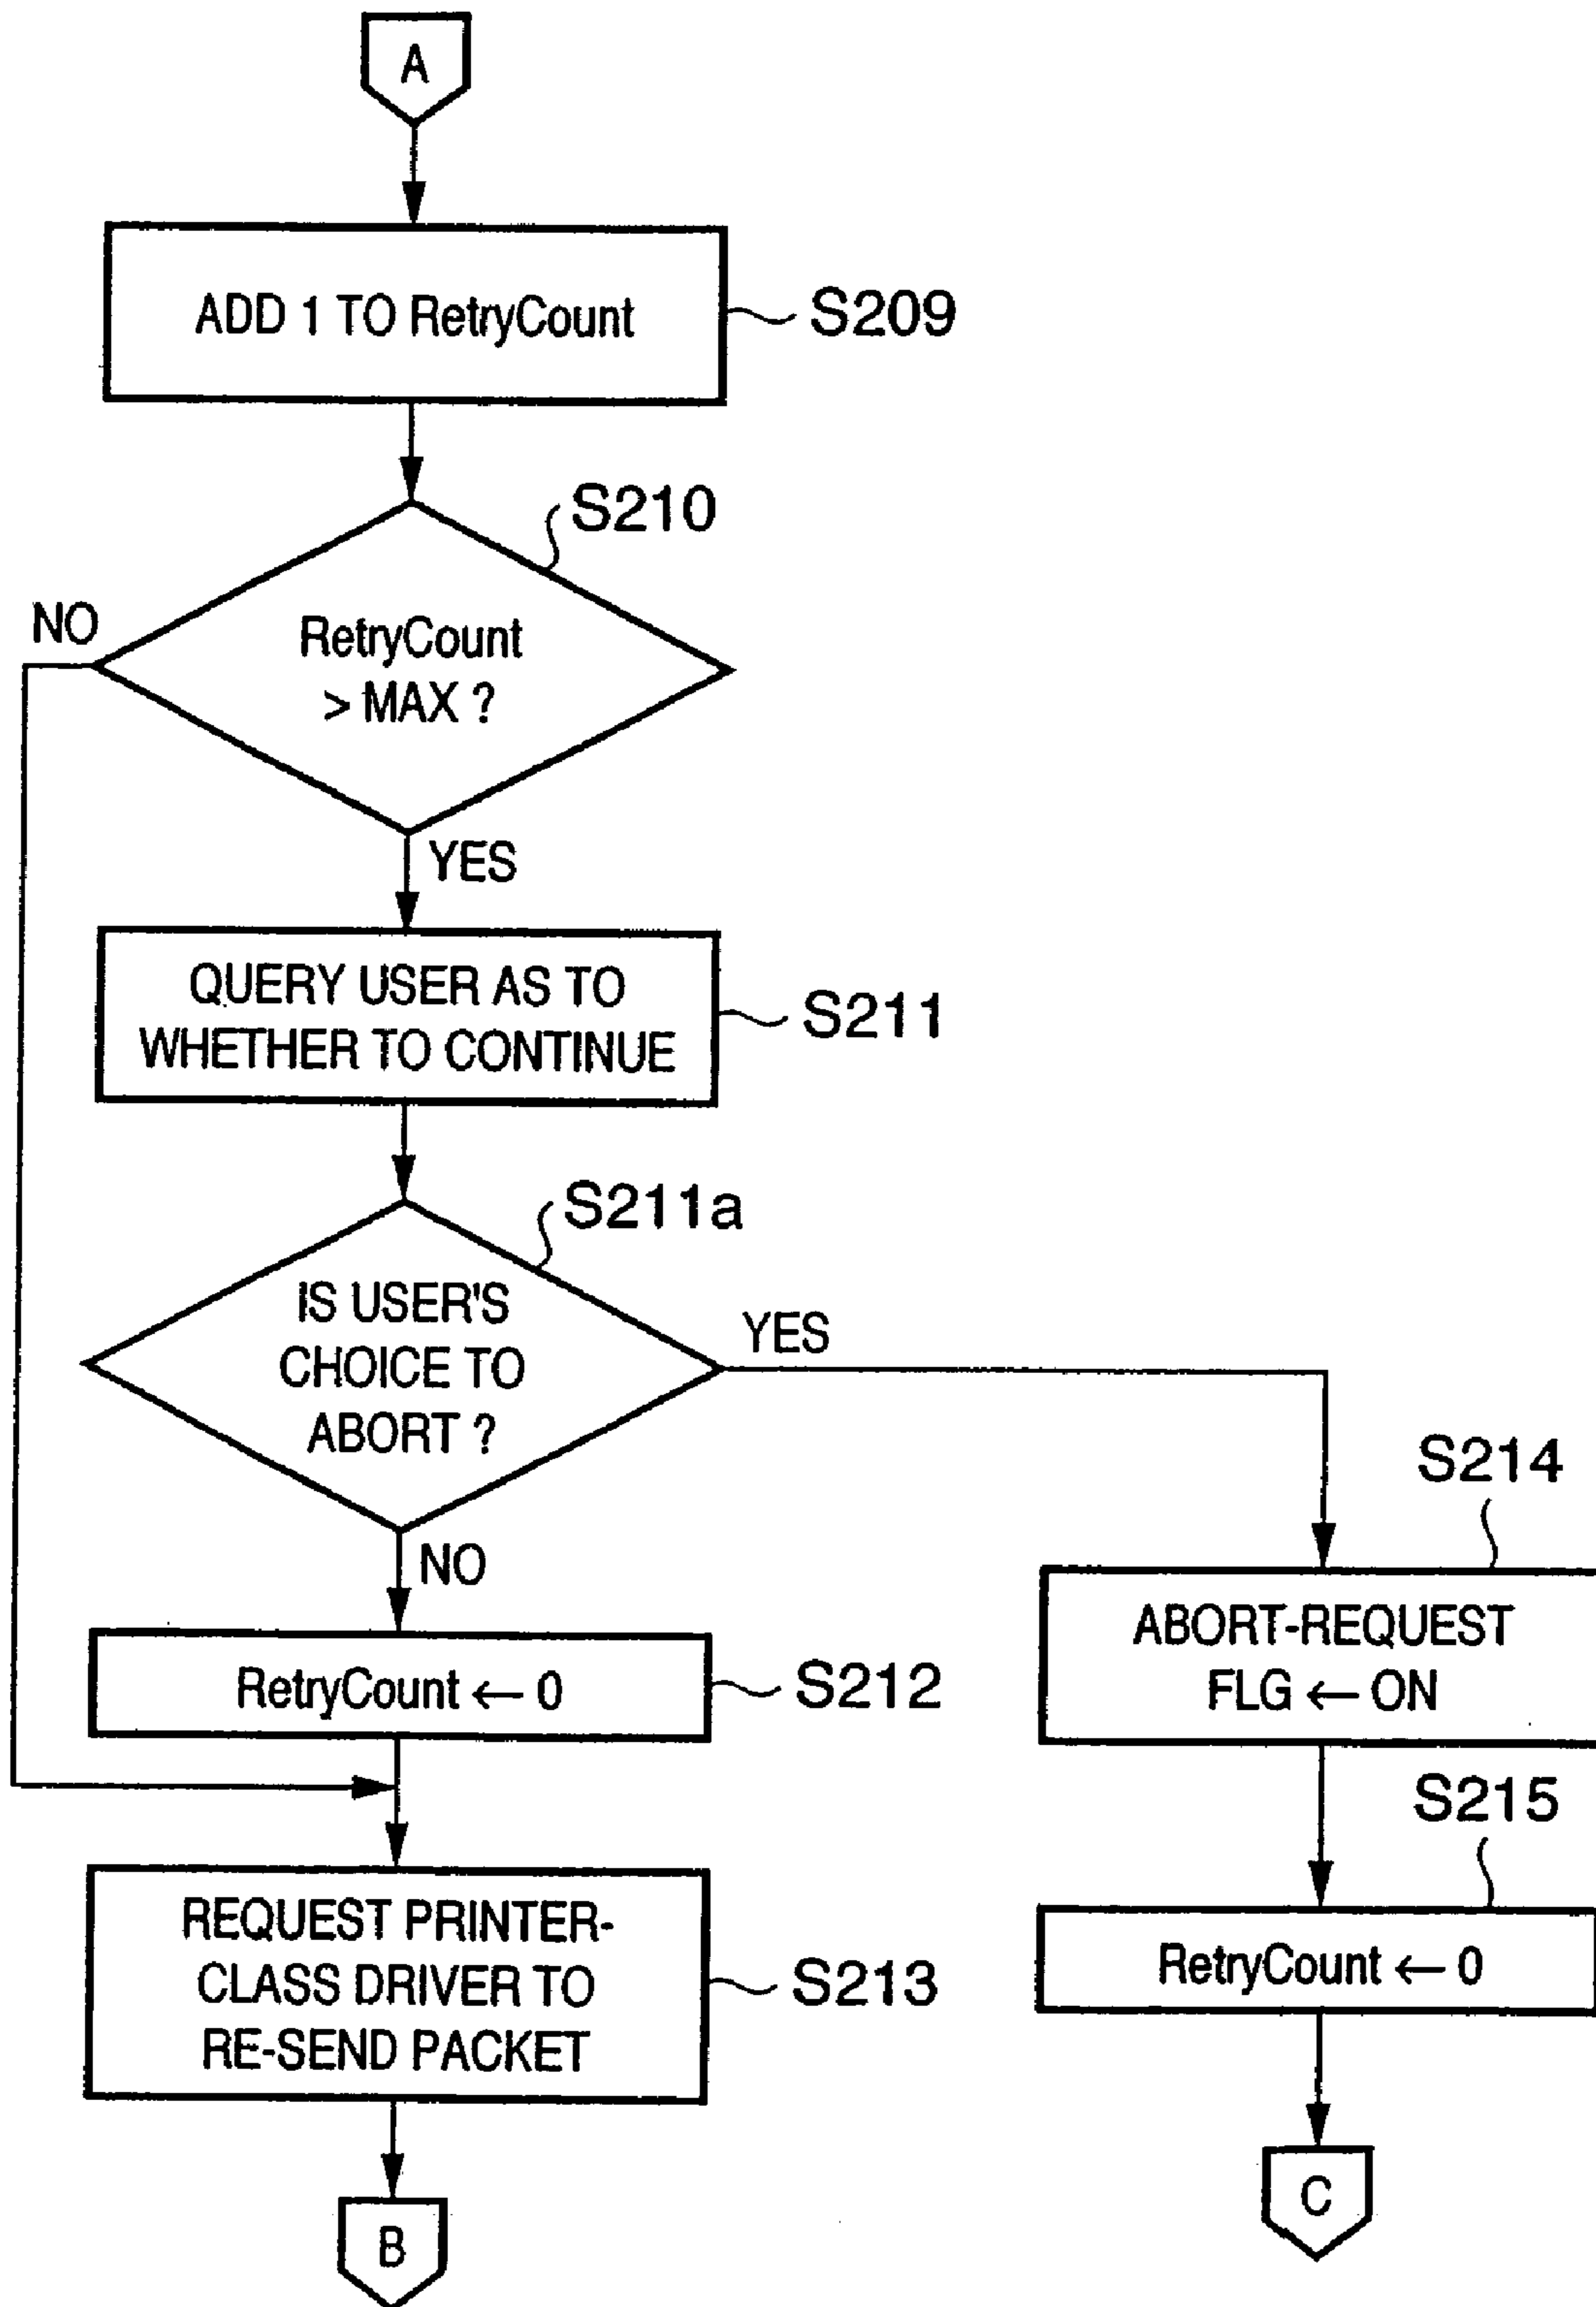 A
ADD 1 TO RetryCount
S209
S210
NO
RetryCount
> MAX ?
YES
QUERY USER AS TO
WHETHER TO CONTINUE
S211
S211a
IS USER'S
CHOICE TO
ABORT ?
YES
NO
S214
ABORT-REQUEST
FLG ← ON
RetryCount ← 0
S212
S215
RetryCount ← 0
REQUEST PRINTER-
CLASS DRIVER TO
RE-SEND PACKET
S213
B
C